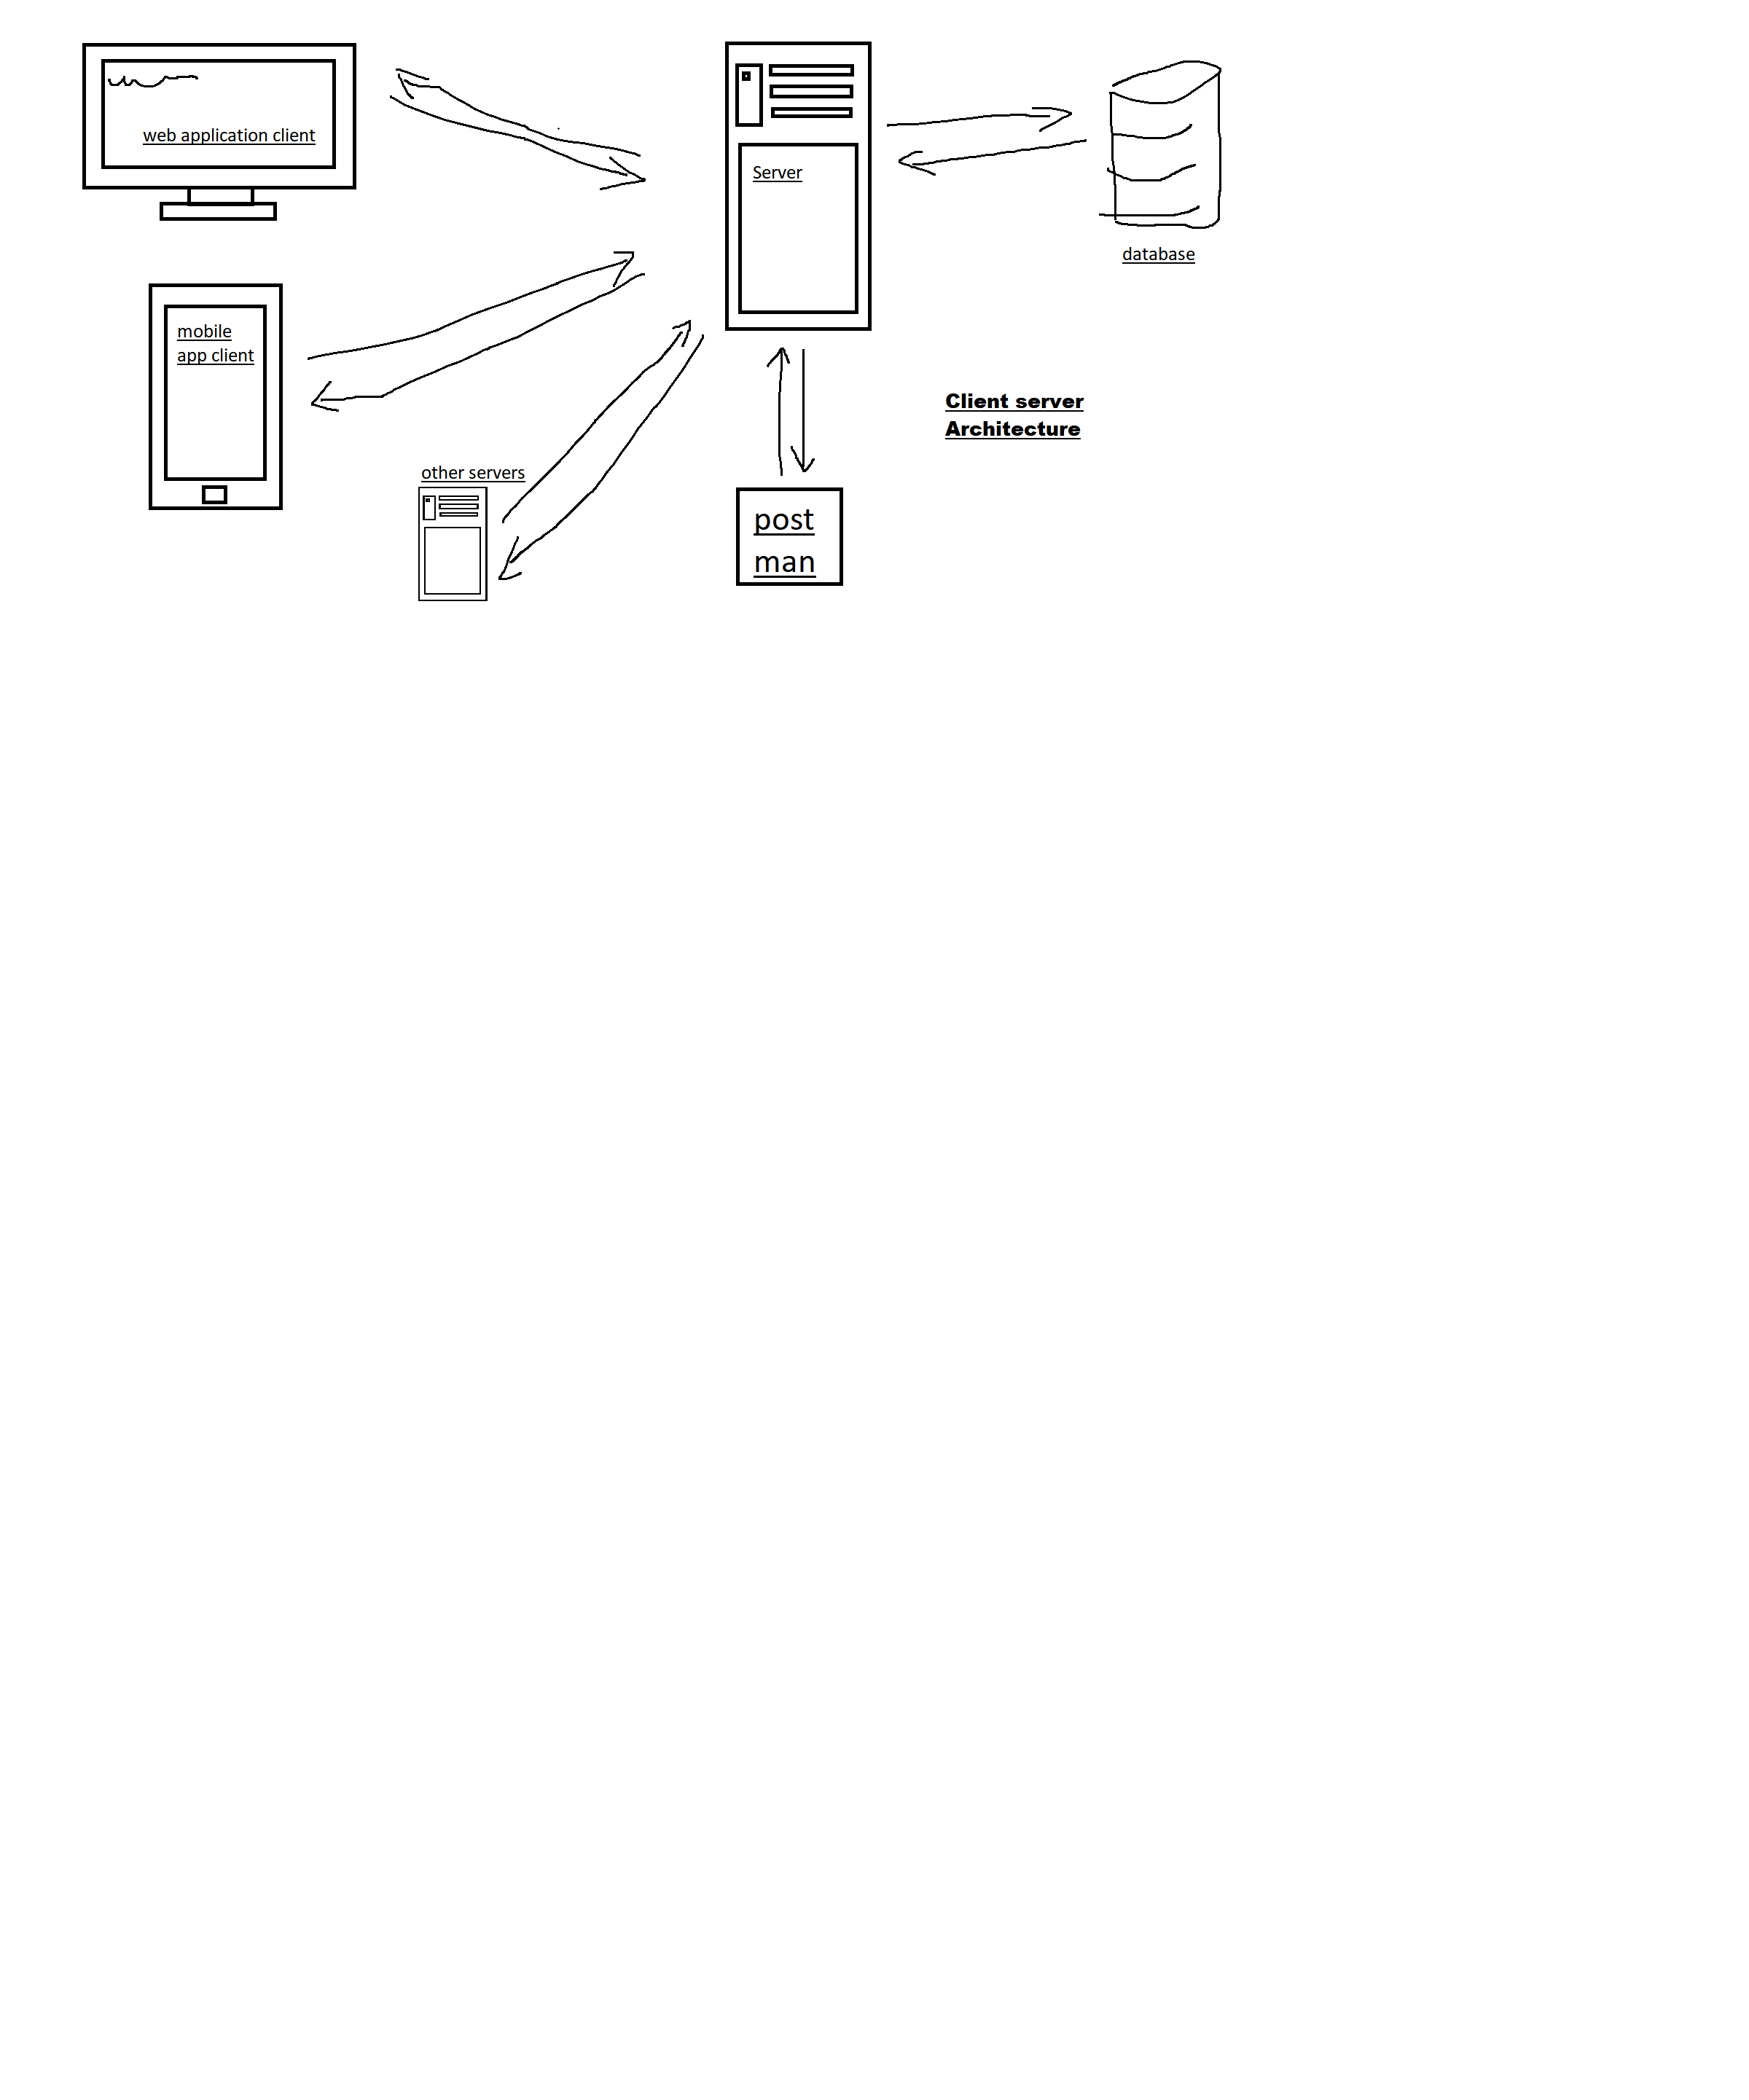 web application client
Server
database
mobile
app client
Client server
Architecture
other servers
post
man